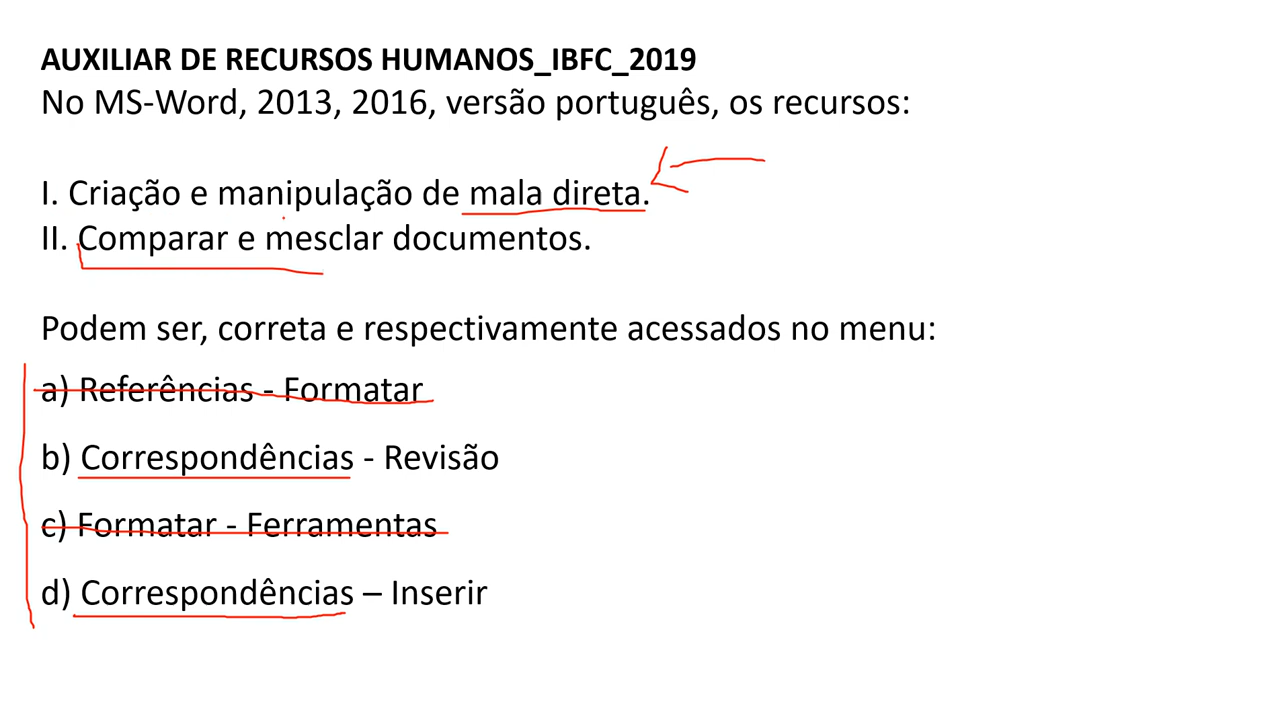 AUXILIAR DE RECURSOS HUMANOS_IBFC_2019
No MS-Word, 2013, 2016, versão português, os recursos:
I. Criação e manipulação de mala direta.
II. Comparar e mesclar documentos.
Podem ser, correta e respectivamente acessados no menu:
a) Referências - Formatar
b) Correspondências - Revisão
c) Formatar - Ferramentas
d) Correspondências – Inserir